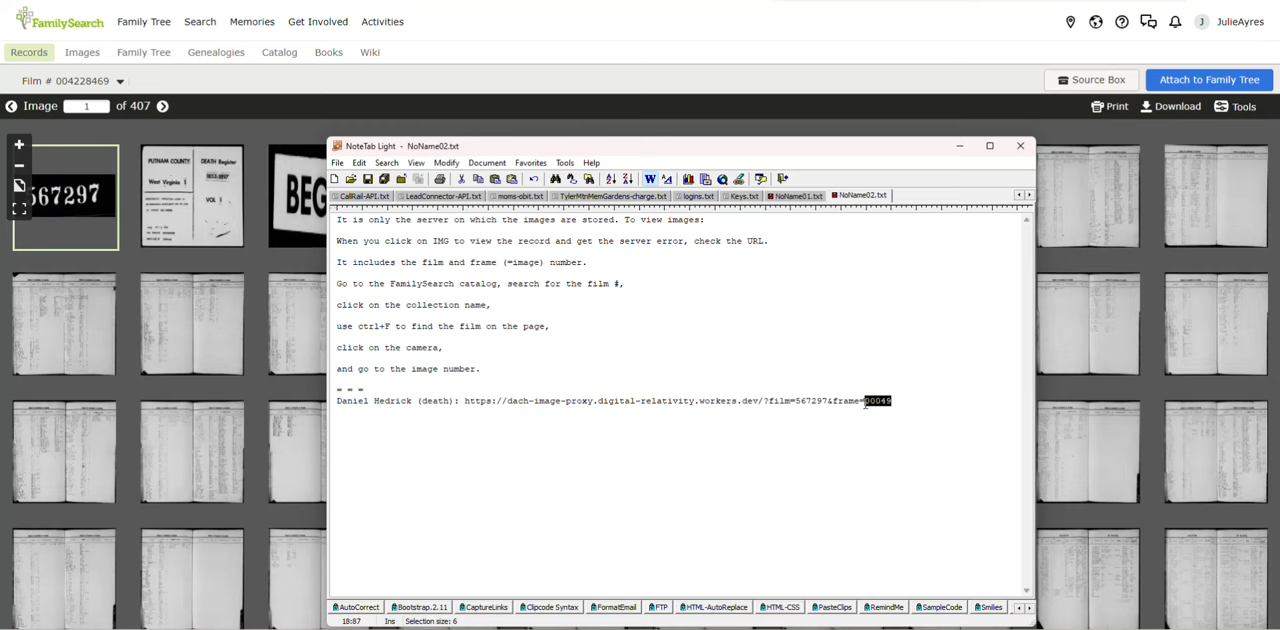 FamilySearch Family Tree Search Memories Get Involved Activities J JulieAyres
Records Images Family Tree Genealogies Catalog Books Wiki
Film # 004228469 Source Box Attach to Family Tree
Image 1 of 407 Print Download Tools
567297
PUTNAM COUNTY DEATH Register
West Virginia
VOL
BEG
NoteTab Light - NoName02.txt
File Edit Search View Modify Document Favorites Tools Help
CallRail-API.txt LeadConnector-API.txt moms-obit.txt TylerMtnMemGardens-charge.txt logins.txt Keys.txt NoName01.txt NoName02.txt
It is only the server on which the images are stored. To view images:
When you click on IMG to view the record and get the server error, check the URL.
It includes the film and frame (=image) number.
Go to the FamilySearch catalog, search for the film #,
click on the collection name,
use ctrl+F to find the film on the page,
click on the camera,
and go to the image number.
= = =
Daniel Hedrick (death): https://dach-image-proxy.digital-relativity.workers.dev/?film=567297&frame=00049
AutoCorrect Bootstrap.2.11 CaptureLinks Clipcode Syntax FormatEmail FTP HTML-AutoReplace HTML-CSS PasteClips RemindMe SampleCode Smilies
18:87 Ins Selection size: 6